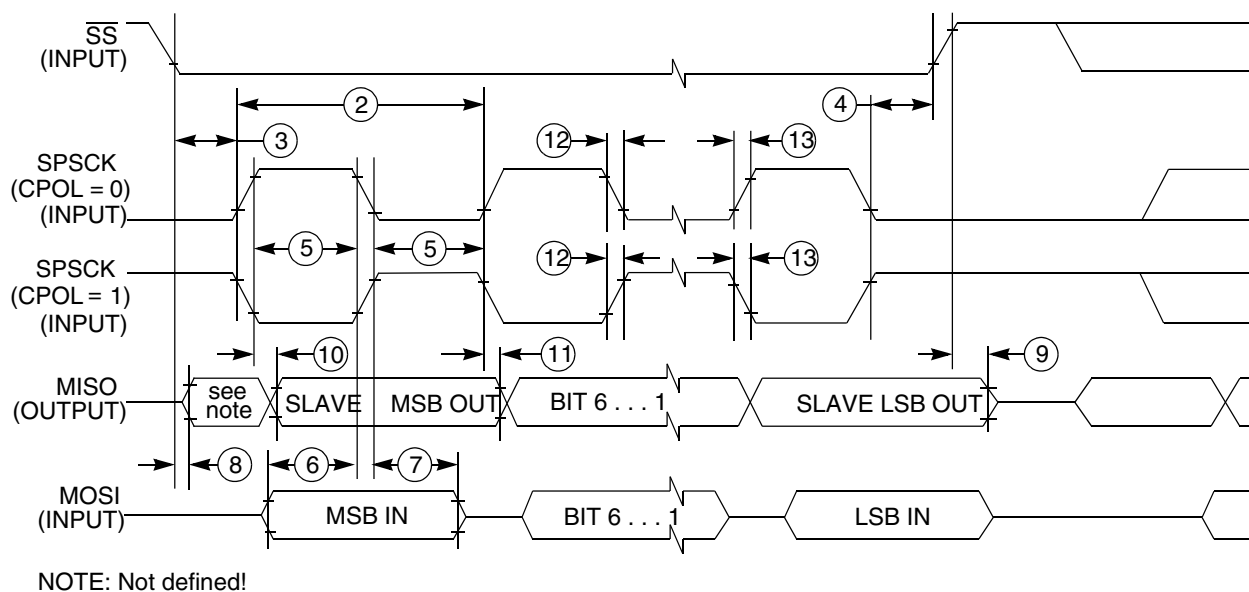 SS
(INPUT)
2
4
3
12
13
SPSCK
(CPOL = 0)
(INPUT)
5
5
12
13
SPSCK
(CPOL = 1)
(INPUT)
10
11
9
MISO
(OUTPUT)
see
note
SLAVE
MSB OUT
BIT 6 . . . 1
SLAVE LSB OUT
8
6
7
MOSI
(INPUT)
MSB IN
BIT 6 . . . 1
LSB IN
NOTE: Not defined!